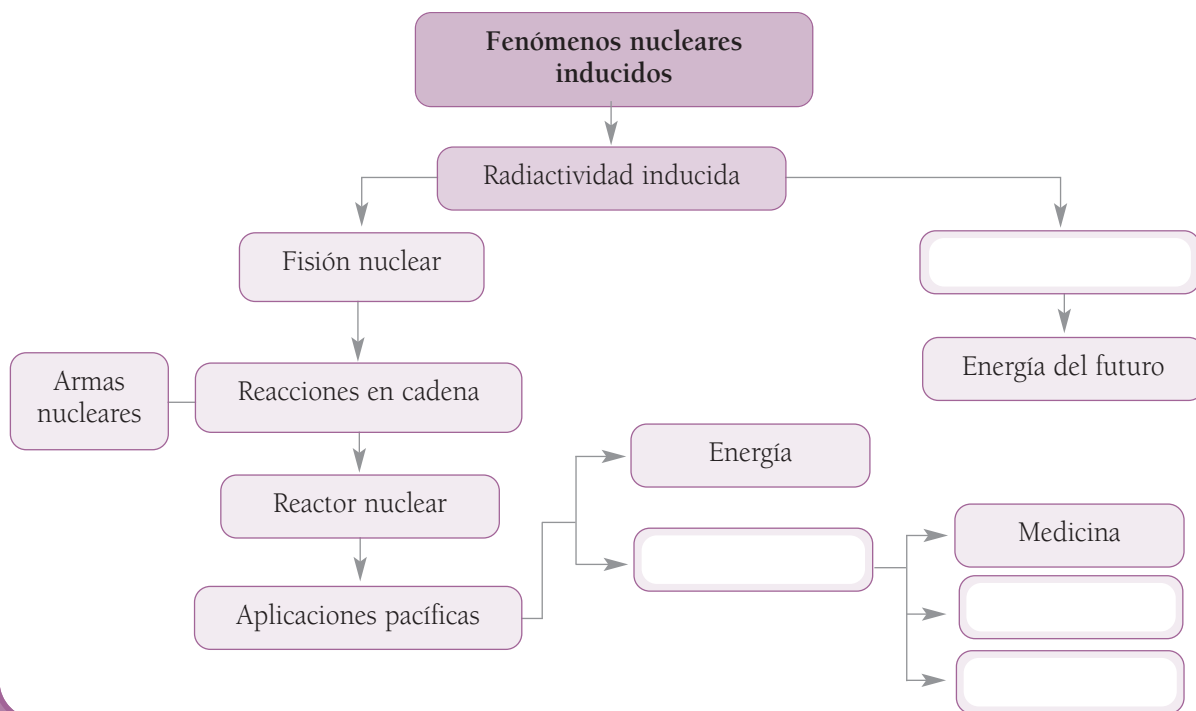 Fenómenos nucleares
inducidos
Radiactividad inducida
Fisión nuclear
Energía del futuro
Armas
nucleares
Reacciones en cadena
Energía
Reactor nuclear
Medicina
Aplicaciones pacíficas